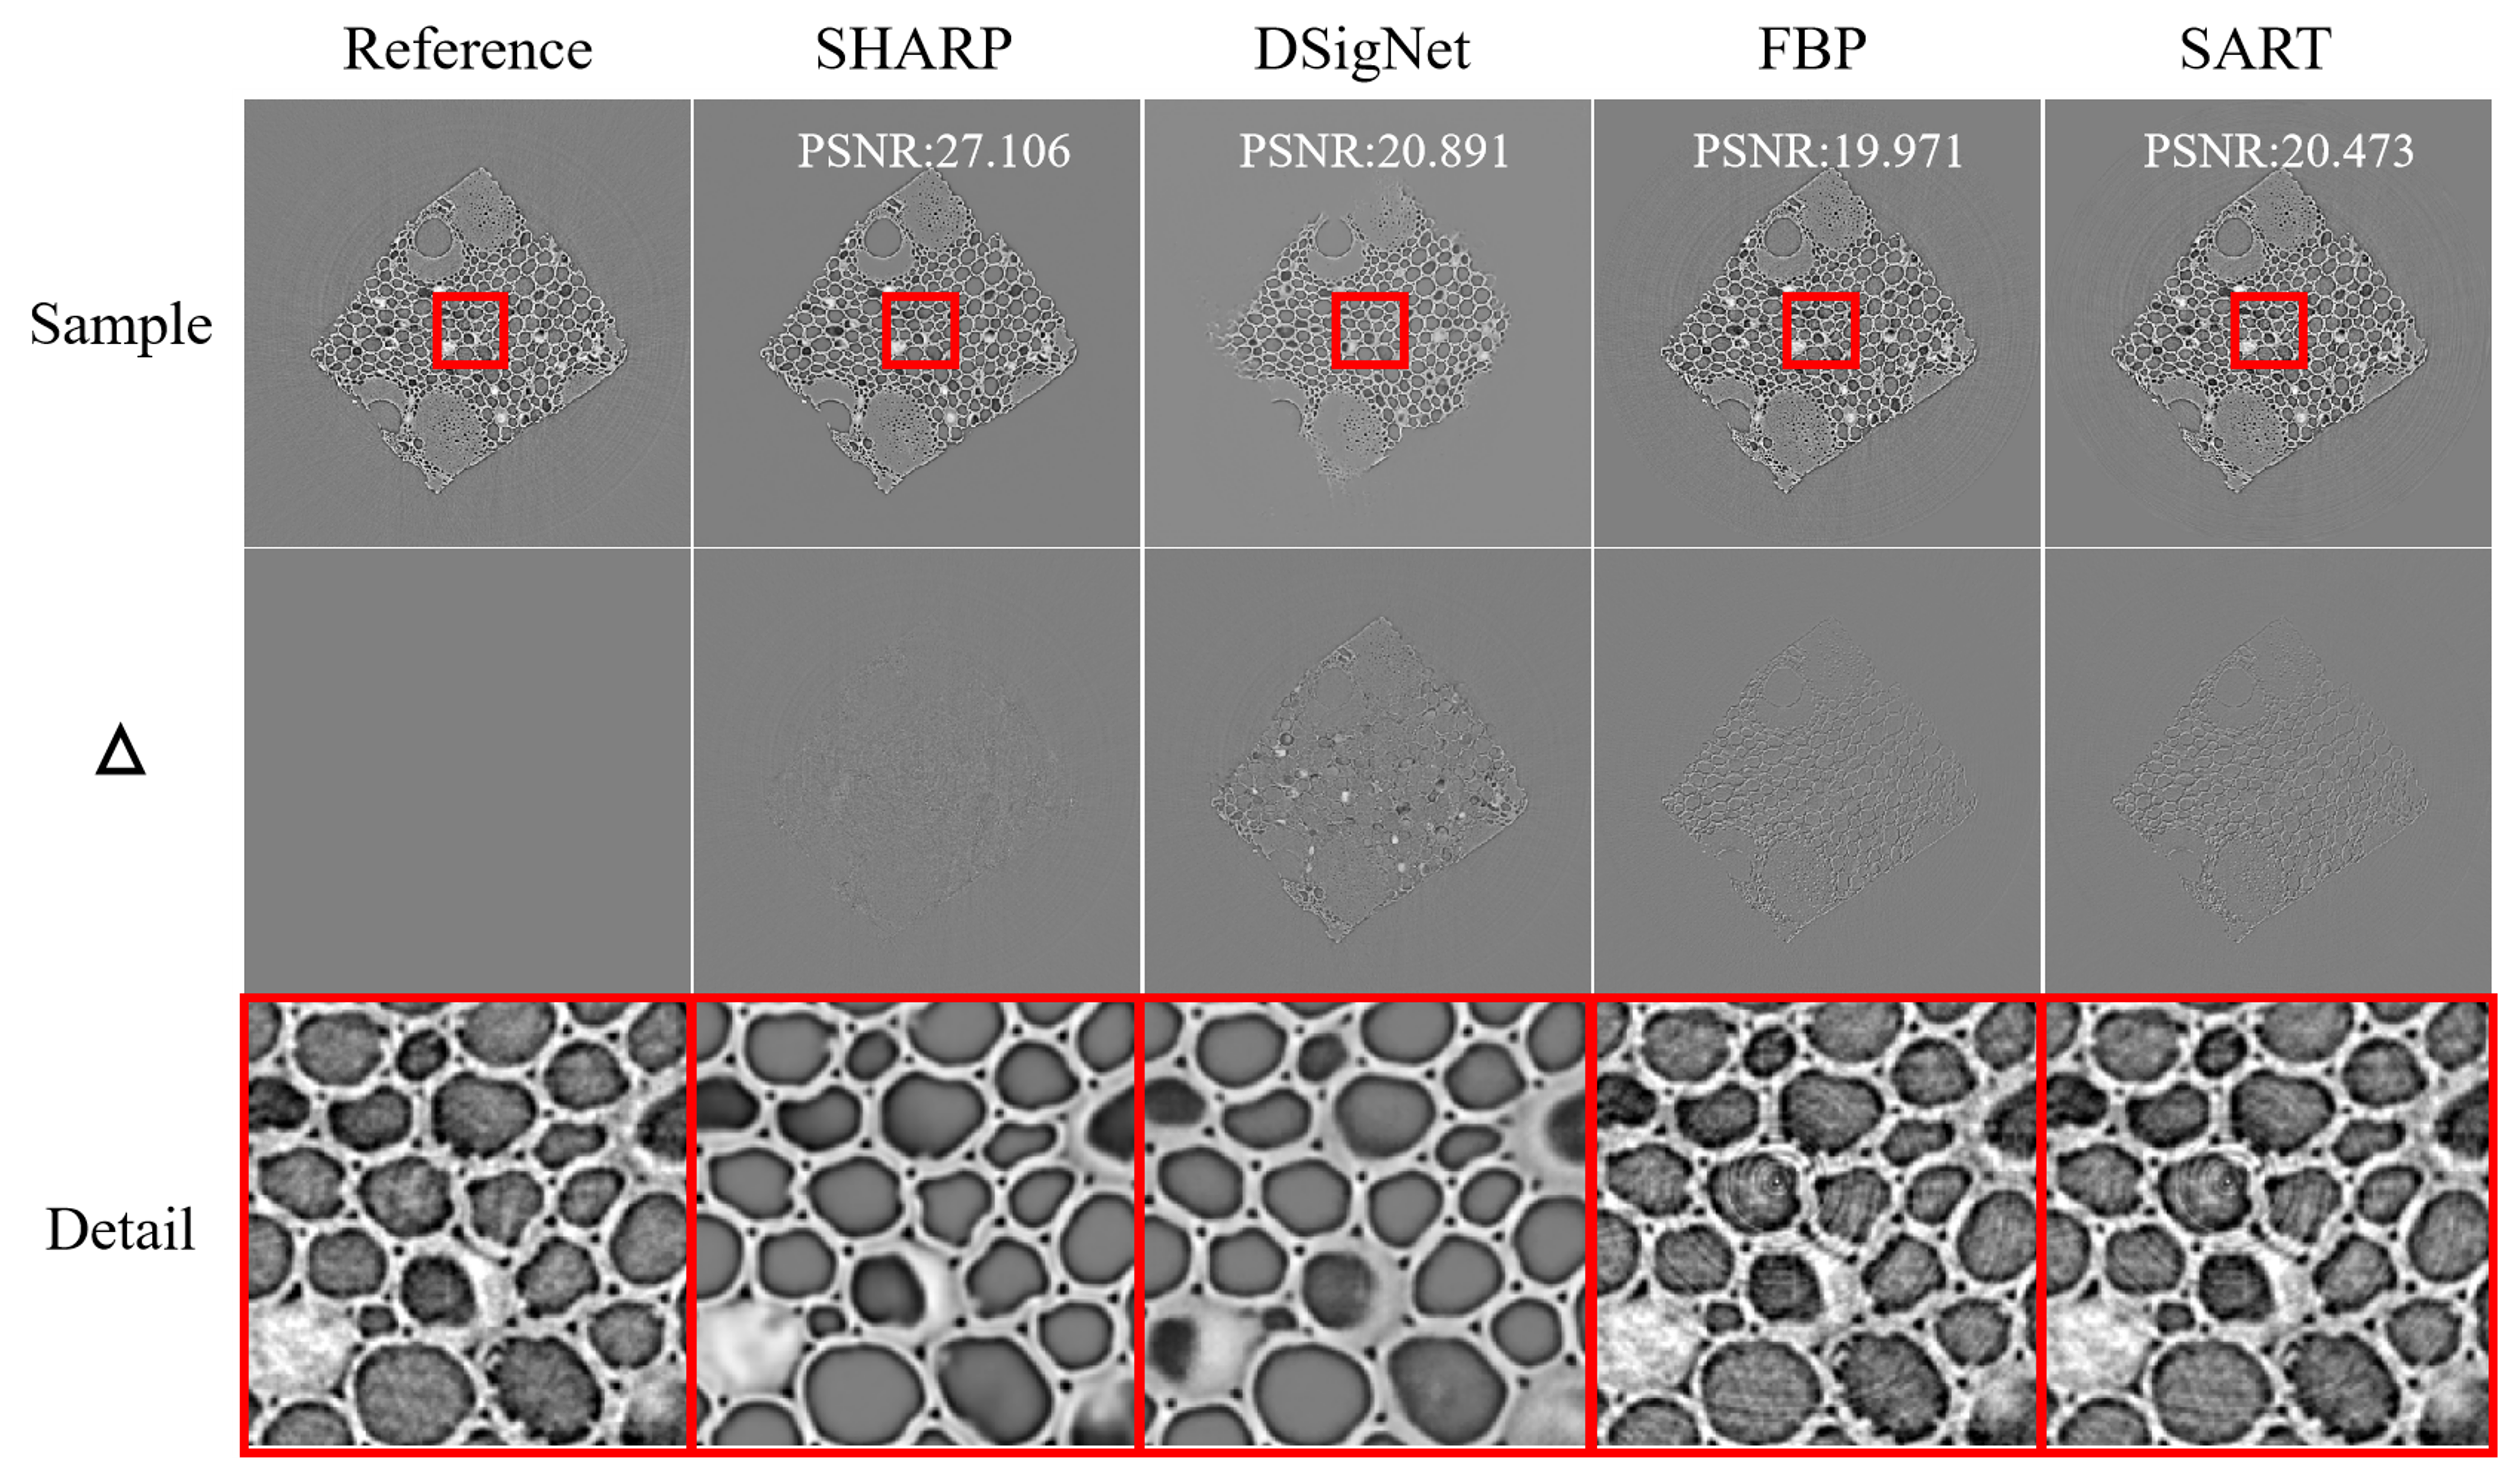 Reference SHARP DSigNet FBP SART
PSNR:27.106 PSNR:20.891 PSNR:19.971 PSNR:20.473
Sample
Δ
Detail